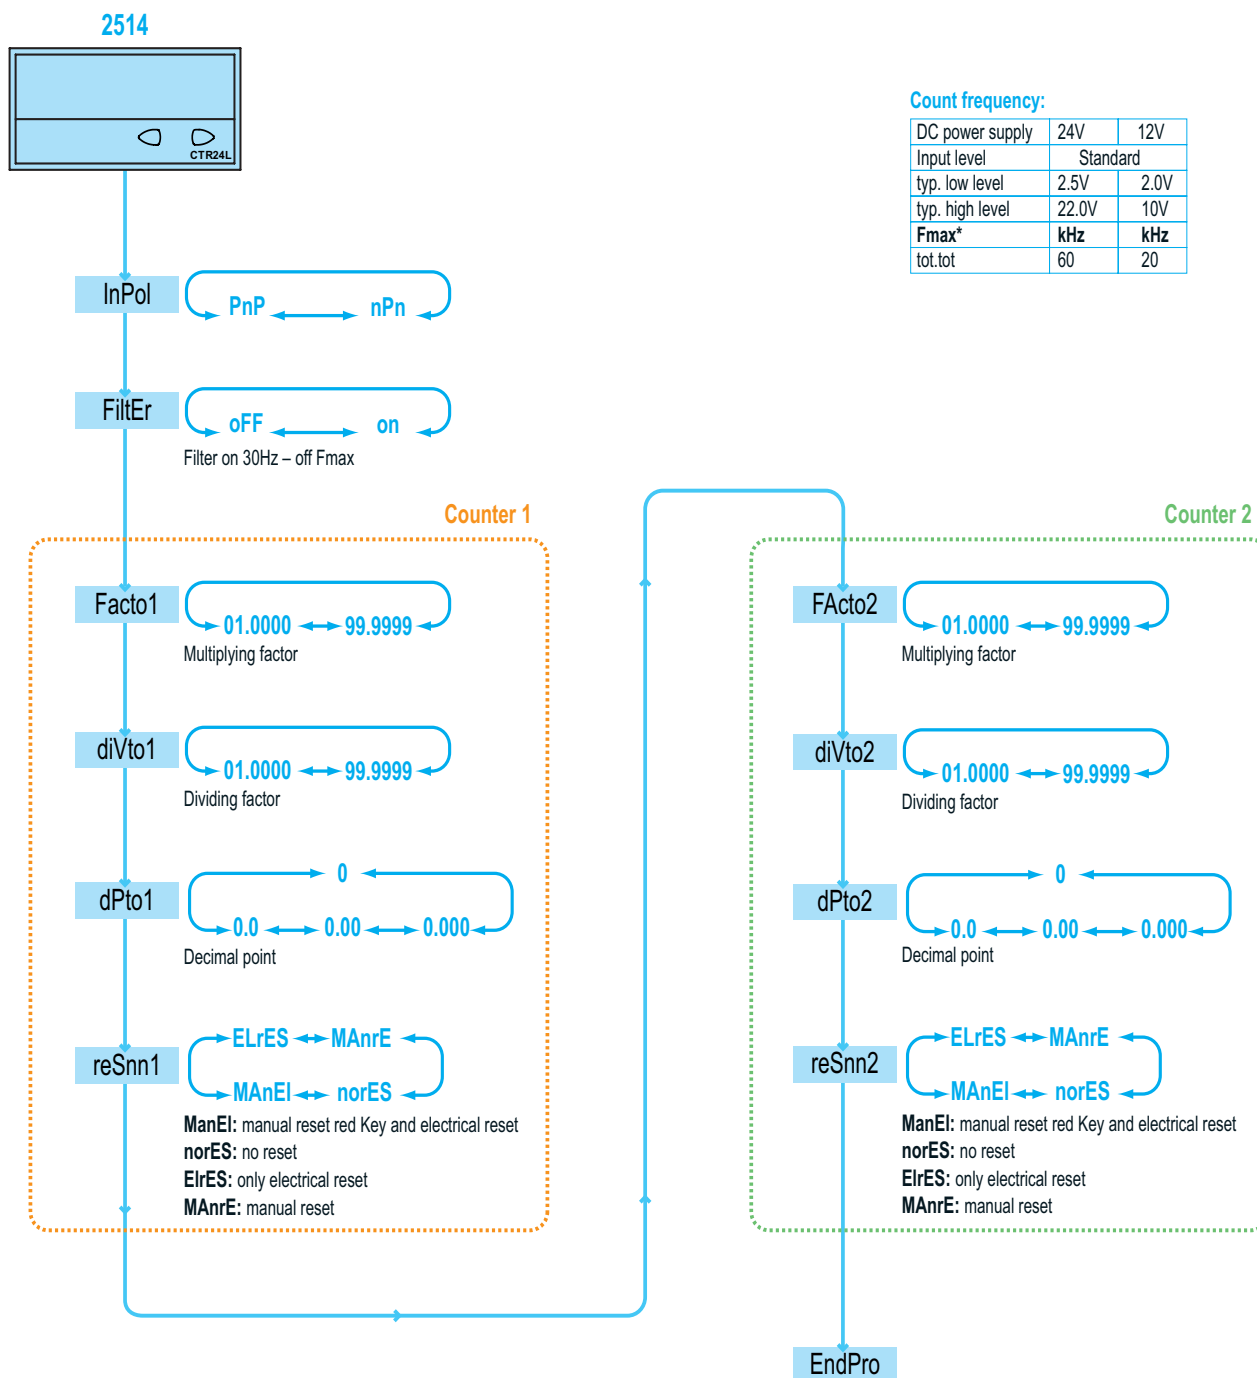 2514
CTR24L
Count frequency:
DC power supply 24V 12V
Input level Standard
typ. low level 2.5V 2.0V
typ. high level 22.0V 10V
Fmax* kHz kHz
tot.tot 60 20
InPol PnP nPn
FiltEr oFF on
Filter on 30Hz – off Fmax
Counter 1
Facto1 01.0000 99.9999
Multiplying factor
diVto1 01.0000 99.9999
Dividing factor
dPto1 0
0.0 0.00 0.000
Decimal point
reSnn1 ELrES MAnrE
MAnEl norES
ManEl: manual reset red Key and electrical reset
norES: no reset
ElrES: only electrical reset
MAnrE: manual reset
Counter 2
FActo2 01.0000 99.9999
Multiplying factor
diVto2 01.0000 99.9999
Dividing factor
dPto2 0
0.0 0.00 0.000
Decimal point
reSnn2 ELrES MAnrE
MAnEl norES
ManEl: manual reset red Key and electrical reset
norES: no reset
ElrES: only electrical reset
MAnrE: manual reset
EndPro